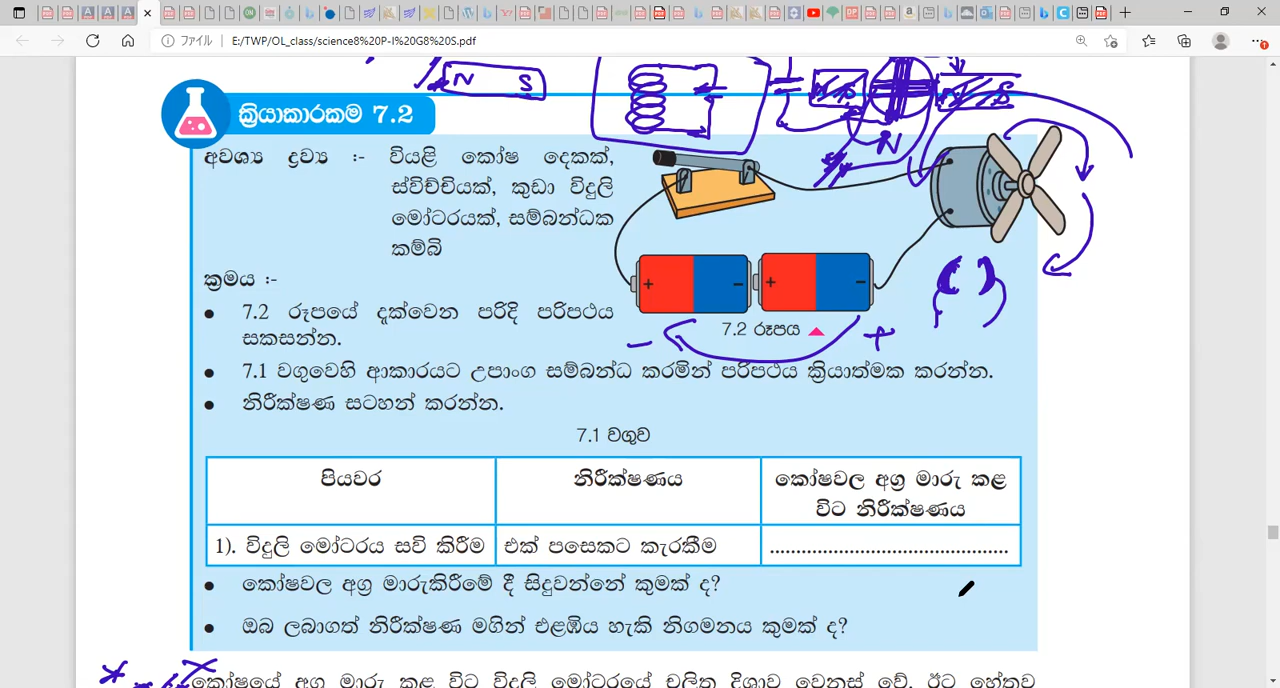 ファイル | E:/TWP/OL_class/science8%20P-I%20G8%20S.pdf
N S
N
ක්‍රියාකාරකම 7.2
අවශ්‍ය ද්‍රව්‍ය :- වියළි කෝෂ දෙකක්,
ස්විච්චියක්, කුඩා විදුලි
මෝටරයක්, සම්බන්ධක
කම්බි
ක්‍රමය :-
+ - + -
• 7.2 රූපයේ දැක්වෙන පරිදි පරිපථය
සකසන්න.
7.2 රූපය
- +
• 7.1 වගුවෙහි ආකාරයට උපාංග සම්බන්ධ කරමින් පරිපථය ක්‍රියාත්මක කරන්න.
• නිරීක්ෂණ සටහන් කරන්න.
7.1 වගුව
පියවර නිරීක්ෂණය කෝෂවල අග්‍ර මාරු කළ
විට නිරීක්ෂණය
1). විදුලි මෝටරය සවි කිරීම එක් පසෙකට කැරකීම ............................................
• කෝෂවල අග්‍ර මාරුකිරීමේ දී සිදුවන්නේ කුමක් ද?
• ඔබ ලබාගත් නිරීක්ෂණ මගින් එළඹිය හැකි නිගමනය කුමක් ද?
කෝෂයේ අග්‍ර මාරු කළ විට විදුලි මෝටරයේ චලිත දිශාව වෙනස් වේ. ඊට හේතුව